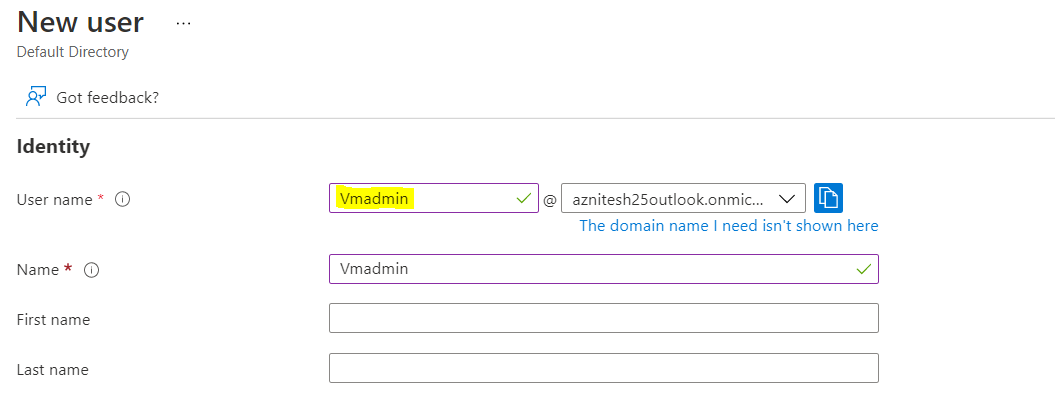 New user ...
Default Directory
Got feedback?
Identity
User name * Vmadmin @ aznitesh25outlook.onmic...
The domain name I need isn't shown here
Name * Vmadmin
First name
Last name